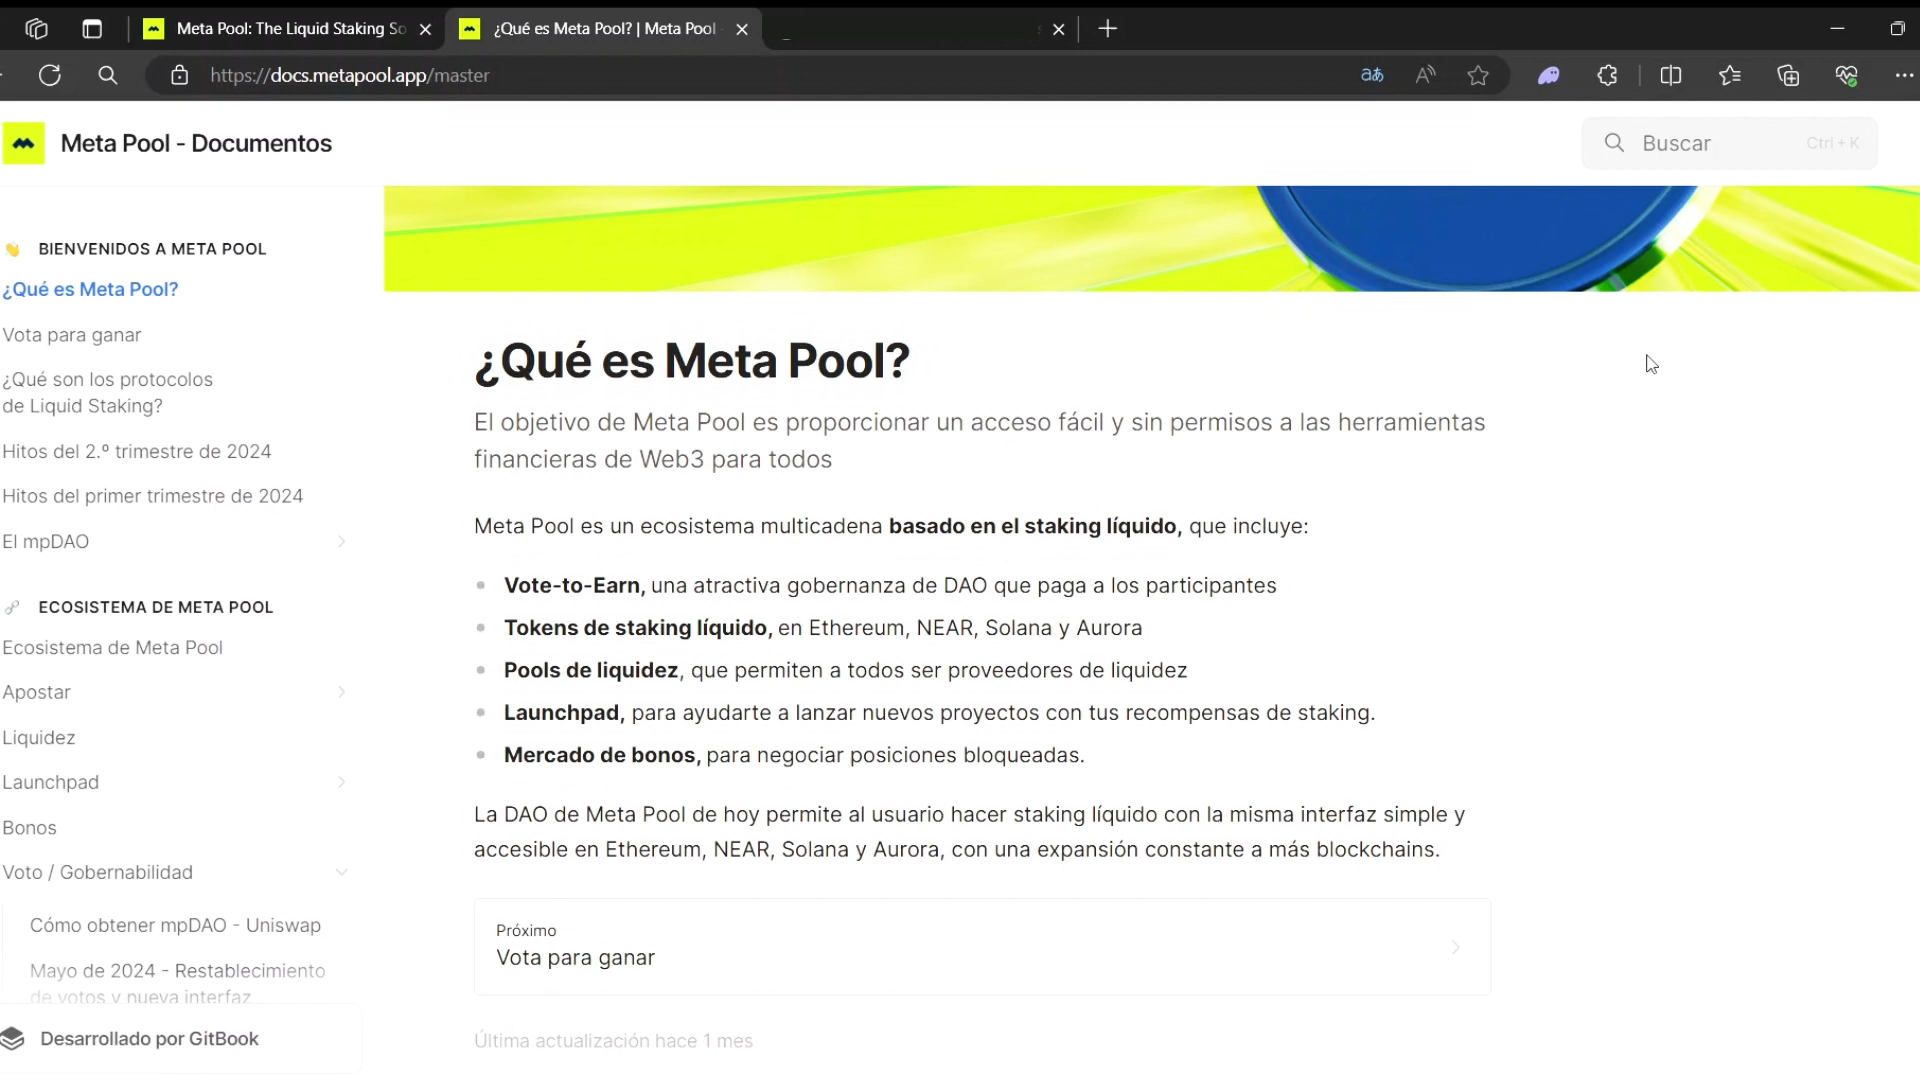 Meta Pool: The Liquid Staking So
¿Qué es Meta Pool? | Meta Pool
https://docs.metapool.app/master
Meta Pool - Documentos
Buscar
Ctrl + K
BIENVENIDOS A META POOL
¿Qué es Meta Pool?
Vota para ganar
¿Qué son los protocolos
de Liquid Staking?
Hitos del 2.º trimestre de 2024
Hitos del primer trimestre de 2024
El mpDAO
ECOSISTEMA DE META POOL
Ecosistema de Meta Pool
Apostar
Liquidez
Launchpad
Bonos
Voto / Gobernabilidad
Cómo obtener mpDAO - Uniswap
Mayo de 2024 - Restablecimiento
de votos y nueva interfaz
Desarrollado por GitBook
¿Qué es Meta Pool?
El objetivo de Meta Pool es proporcionar un acceso fácil y sin permisos a las herramientas
financieras de Web3 para todos
Meta Pool es un ecosistema multicadena basado en el staking líquido, que incluye:
Vote-to-Earn, una atractiva gobernanza de DAO que paga a los participantes
Tokens de staking líquido, en Ethereum, NEAR, Solana y Aurora
Pools de liquidez, que permiten a todos ser proveedores de liquidez
Launchpad, para ayudarte a lanzar nuevos proyectos con tus recompensas de staking.
Mercado de bonos, para negociar posiciones bloqueadas.
La DAO de Meta Pool de hoy permite al usuario hacer staking líquido con la misma interfaz simple y
accesible en Ethereum, NEAR, Solana y Aurora, con una expansión constante a más blockchains.
Próximo
Vota para ganar
Última actualización hace 1 mes